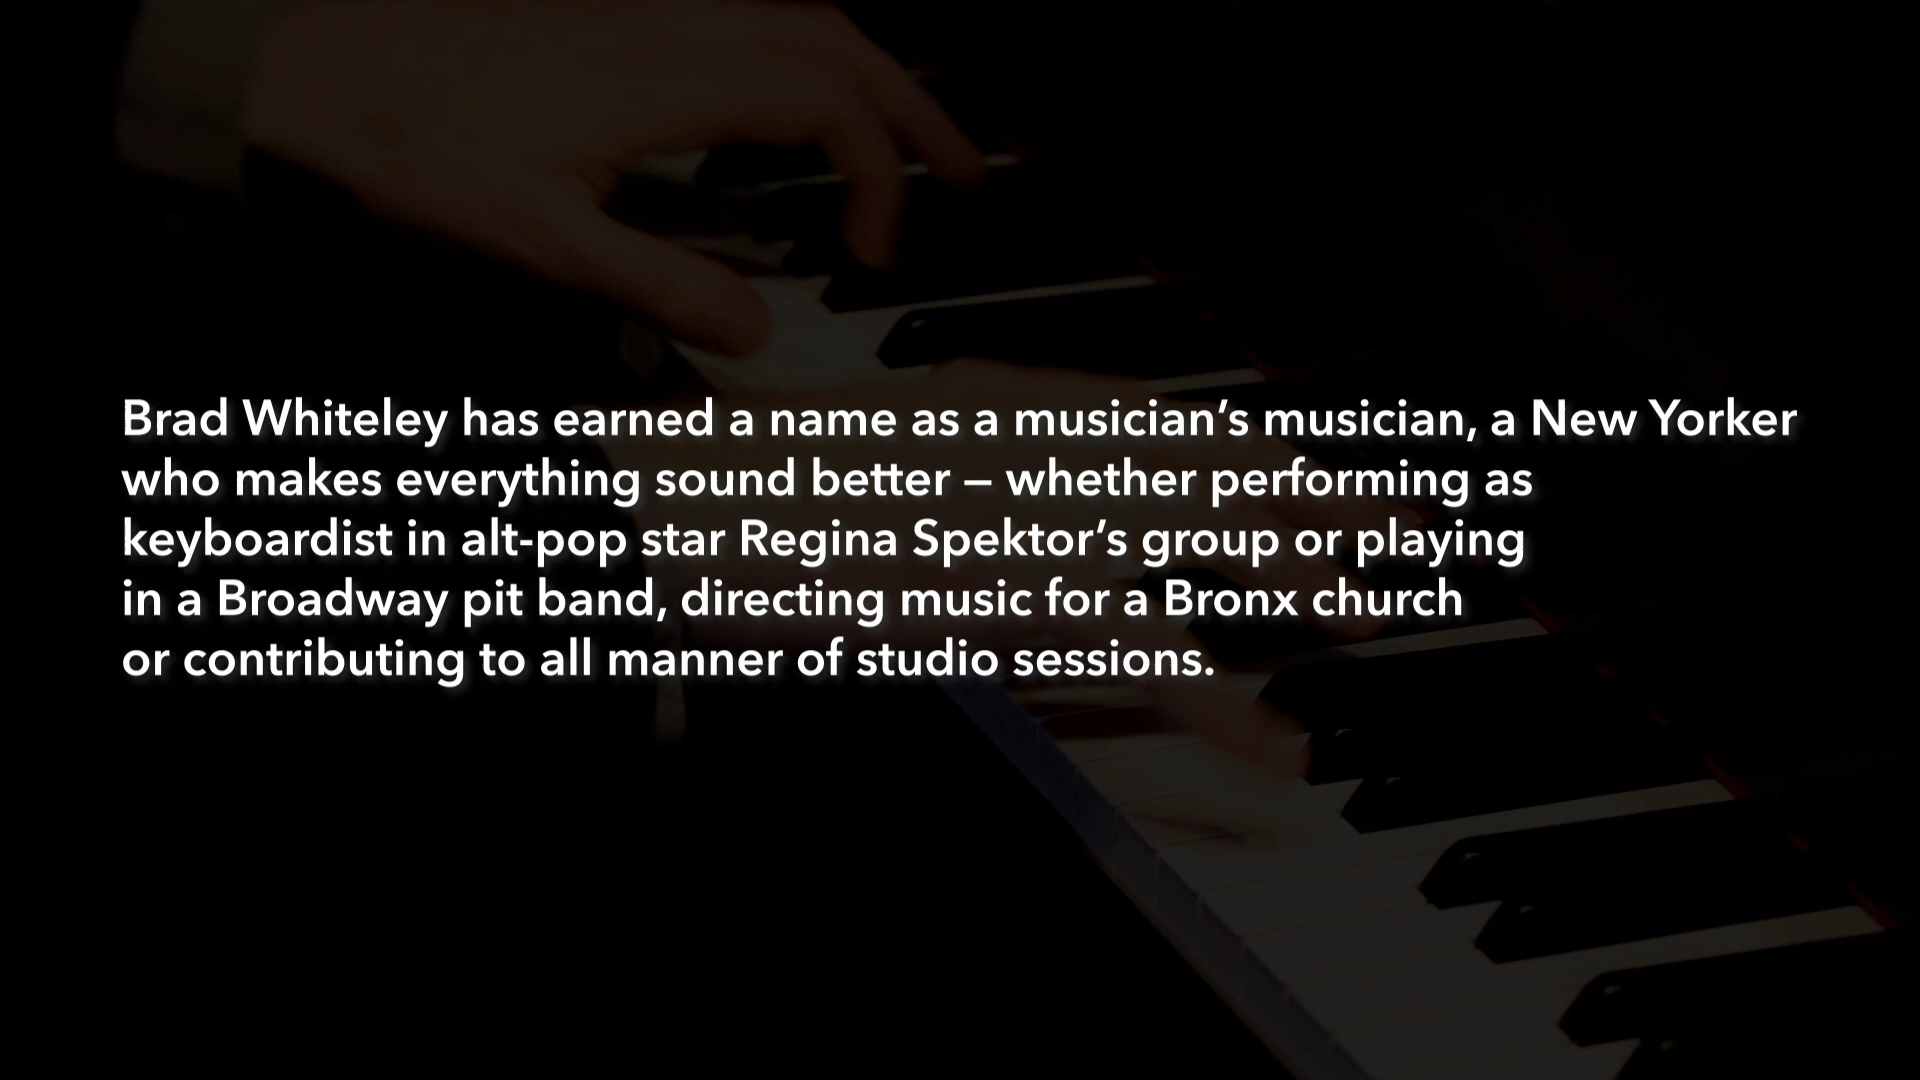 Brad Whiteley has earned a name as a musician’s musician, a New Yorker
who makes everything sound better – whether performing as
keyboardist in alt-pop star Regina Spektor’s group or playing
in a Broadway pit band, directing music for a Bronx church
or contributing to all manner of studio sessions.